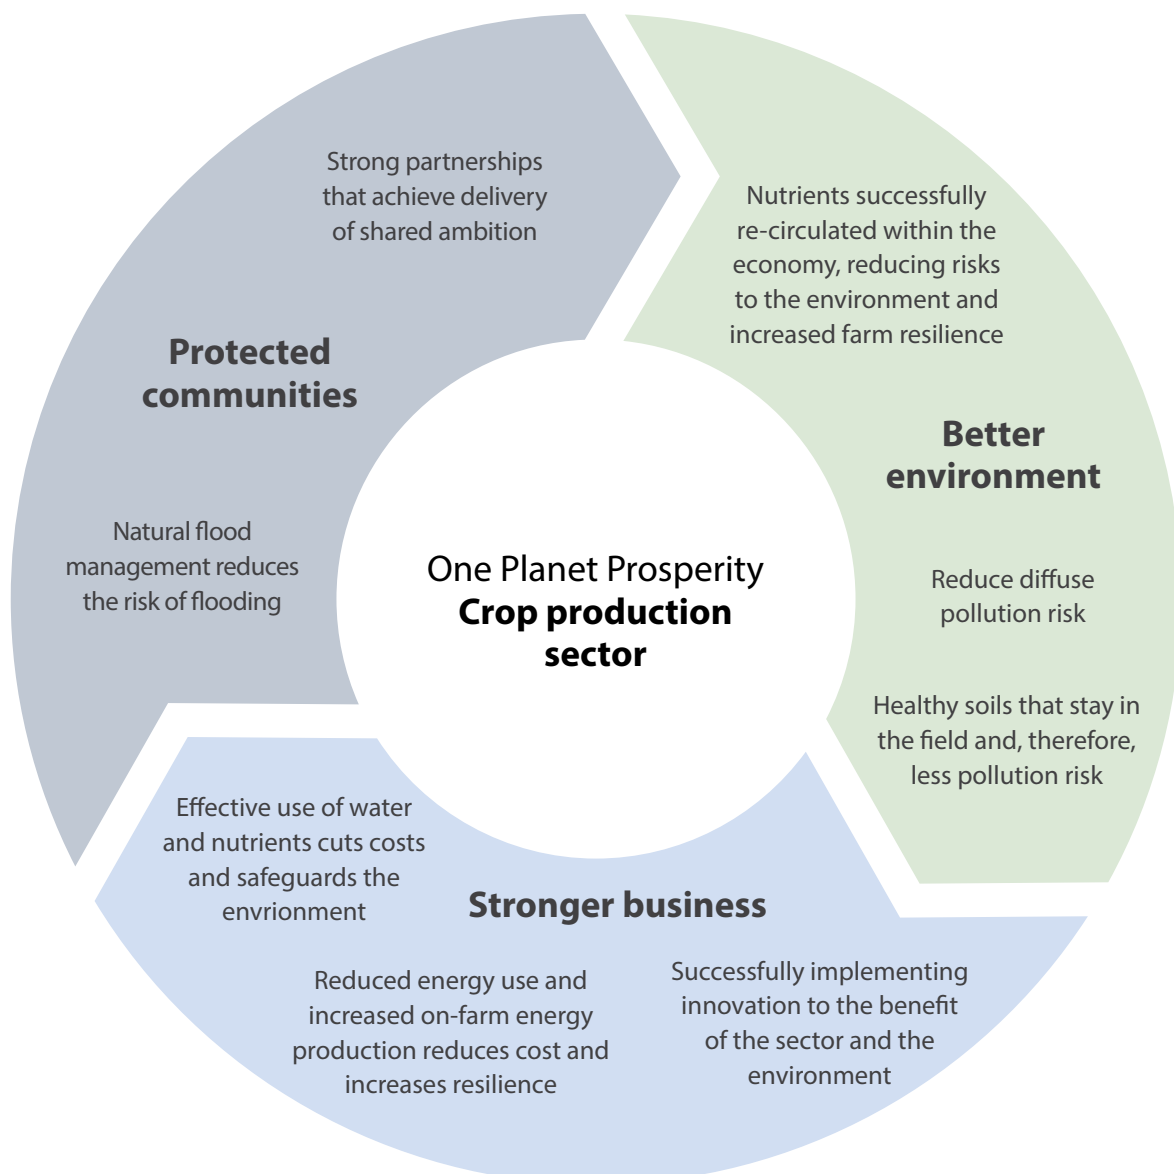 Strong partnerships
that achieve delivery
of shared ambition
Protected
communities
Natural flood
management reduces
the risk of flooding
Nutrients successfully
re-circulated within the
economy, reducing risks
to the environment and
increased farm resilience
Better
environment
Reduce diffuse
pollution risk
Healthy soils that stay in
the field and, therefore,
less pollution risk
One Planet Prosperity
Crop production
sector
Effective use of water
and nutrients cuts costs
and safeguards the
envrionment
Stronger business
Reduced energy use and
increased on-farm energy
production reduces cost and
increases resilience
Successfully implementing
innovation to the benefit
of the sector and the
environment